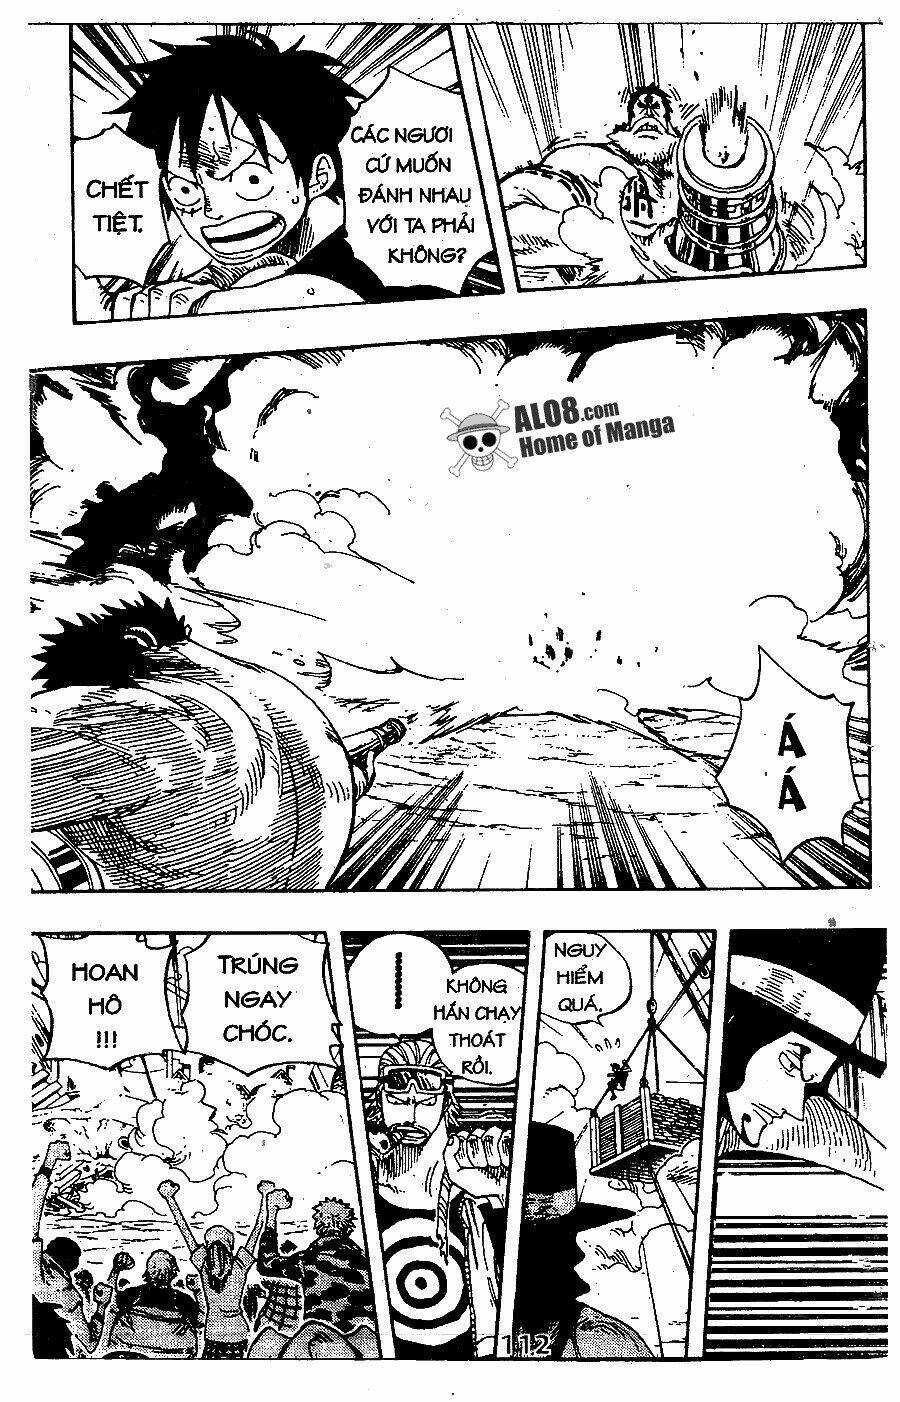 CÁC NGƯƠI
CỨ MUỐN
ĐÁNH NHAU
VỚI TA PHẢI
KHÔNG?
CHẾT
TIỆT.
AL08.com
Home of Manga
Á
Á
TRÚNG
NGAY
CHÓC.
HOAN
HÔ
!!!
KHÔNG
HẮN CHẠY
THOÁT
RỒI.
NGUY
HIỂM
QUÁ.
112